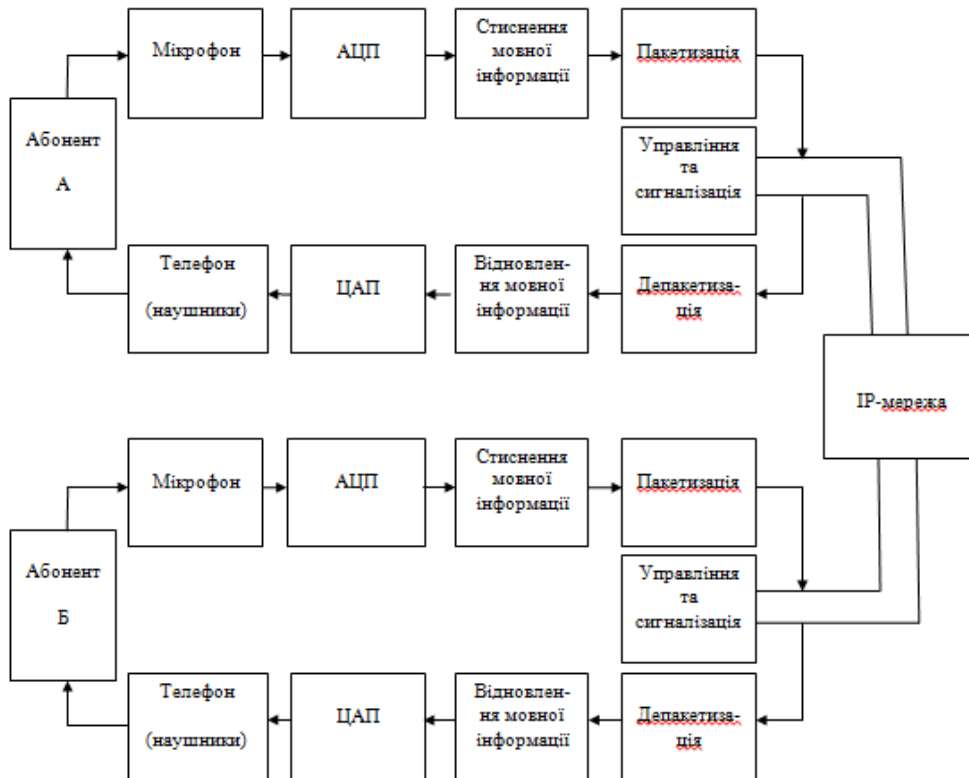 Мікрофон
АЦП
Стиснення
мовної
інформації
Пакетизація
Абонент
А
Управління
та
сигналізація
Телефон
(наушники)
ЦАП
Відновлен-
ня мовної
інформації
Депакетиза-
ція
ІР-мережа
Мікрофон
АЦП
Стиснення
мовної
інформації
Пакетизація
Абонент
Б
Управління
та
сигналізація
Телефон
(наушники)
ЦАП
Відновлен-
ня мовної
інформації
Депакетиза-
ція